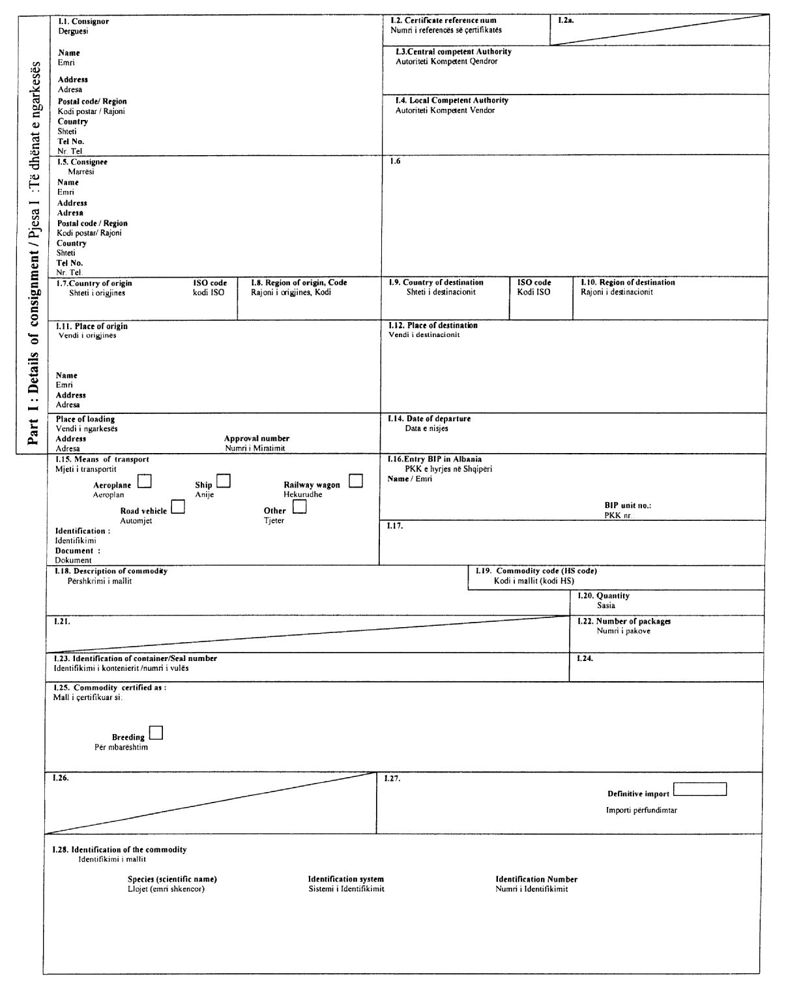 Part I : Details of consignment / Pjesa I :Të dhënat e ngarkesës
I.1. Consignor
Derguesi
Name
Emri
Address
Adresa
Postal code/ Region
Kodi postar / Rajoni
Country
Shteti
Tel No.
Nr. Tel.
I.2. Certificate reference num
Numri i referencës së çertifikatës
I.2a.
I.3.Central competent Authority
Autoriteti Kompetent Qendror
I.4. Local Competent Authority
Autoriteti Kompetent Vendor
I.5. Consignee
Marrësi
Name
Emri
Address
Adresa
Postal code / Region
Kodi postar/ Rajoni
Country
Shteti
Tel No.
Nr. Tel.
I.6
I.7.Country of origin ISO code
Shteti i origjines kodi ISO
I.8. Region of origin, Code
Rajoni i origjines, Kodi
I.9. Country of destination
Shteti i destinacionit
ISO code
Kodi ISO
I.10. Region of destination
Rajoni i destinacionit
I.11. Place of origin
Vendi i origjinës
Name
Emri
Address
Adresa
I.12. Place of destination
Vendi i destinacionit
Place of loading
Vendi i ngarkesës
Address Approval number
Adresa Numri i Miratimit
I.14. Date of departure
Data e nisjes
I.15. Means of transport
Mjeti i transportit
Aeroplane Ship Railway wagon
Aeroplan Anije Hekurudhe
Road vehicle Other
Automjet Tjeter
Identification :
Identifikimi
Document :
Dokument
I.16.Entry BIP in Albania
PKK e hyrjes në Shqipëri
Name / Emri
BIP unit no.:
PKK nr.:
I.17.
I.18. Description of commodity
Përshkrimi i mallit
I.19. Commodity code (HS code)
Kodi i mallit (kodi HS)
I.20. Quantity
Sasia
I.21.
I.22. Number of packages
Numri i pakove
I.23. Identification of container/Seal number
Identifikimi i kontenierit /numri i vulës
I.24.
I.25. Commodity certified as :
Mall i çertifikuar si:
Breeding
Për mbarështim
I.26.
I.27.
Definitive import
Importi përfundimtar
I.28. Identification of the commodity
Identifikimi i mallit
Species (scientific name) Identification system Identification Number
Llojet (emri shkencor) Sistemi i Identifikimit Numri i Identifikimit